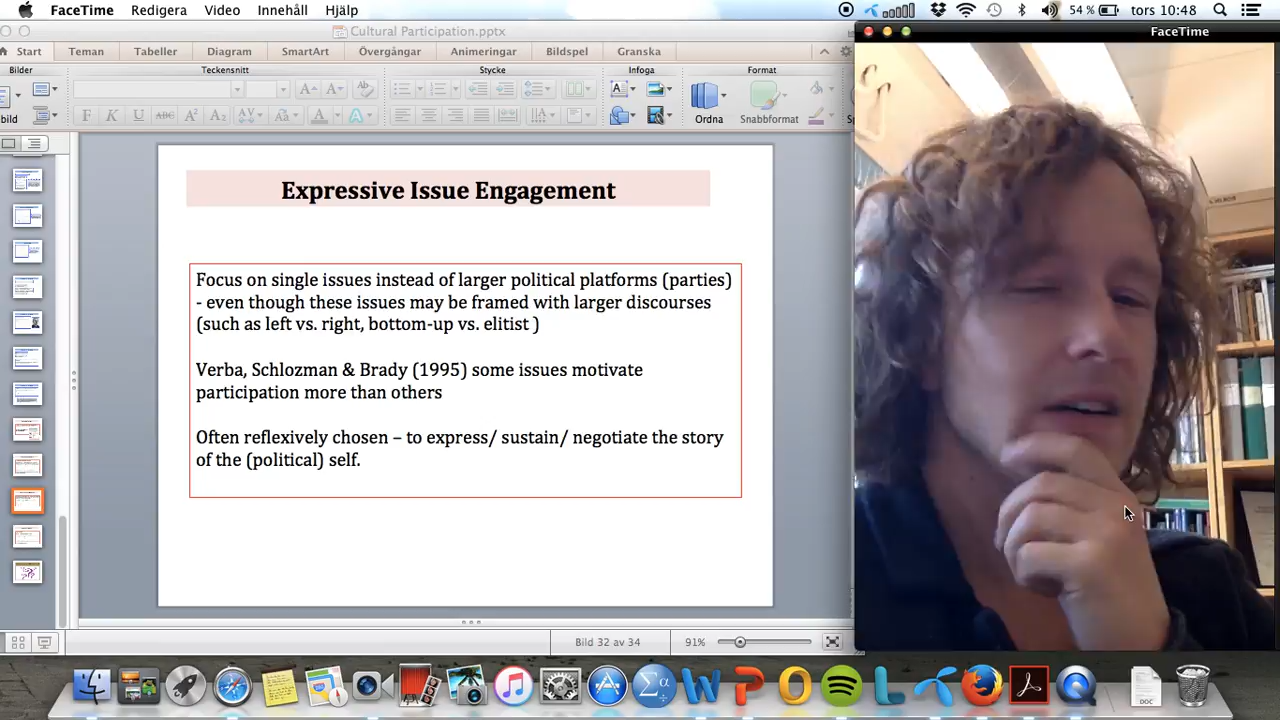 FaceTime Redigera Video Innehåll Hjälp 54 % tors 10:48
Cultural Participation.pptx
FaceTime
Start Teman Tabeller Diagram SmartArt Övergångar Animeringar Bildspel Granska
Bilder Teckensnitt Stycke Infoga Format
bild Ordna Snabbformat
Expressive Issue Engagement
Focus on single issues instead of larger political platforms (parties)
- even though these issues may be framed with larger discourses
(such as left vs. right, bottom-up vs. elitist )
Verba, Schlozman & Brady (1995) some issues motivate
participation more than others
Often reflexively chosen – to express/ sustain/ negotiate the story
of the (political) self.
Bild 32 av 34 91%
DOC